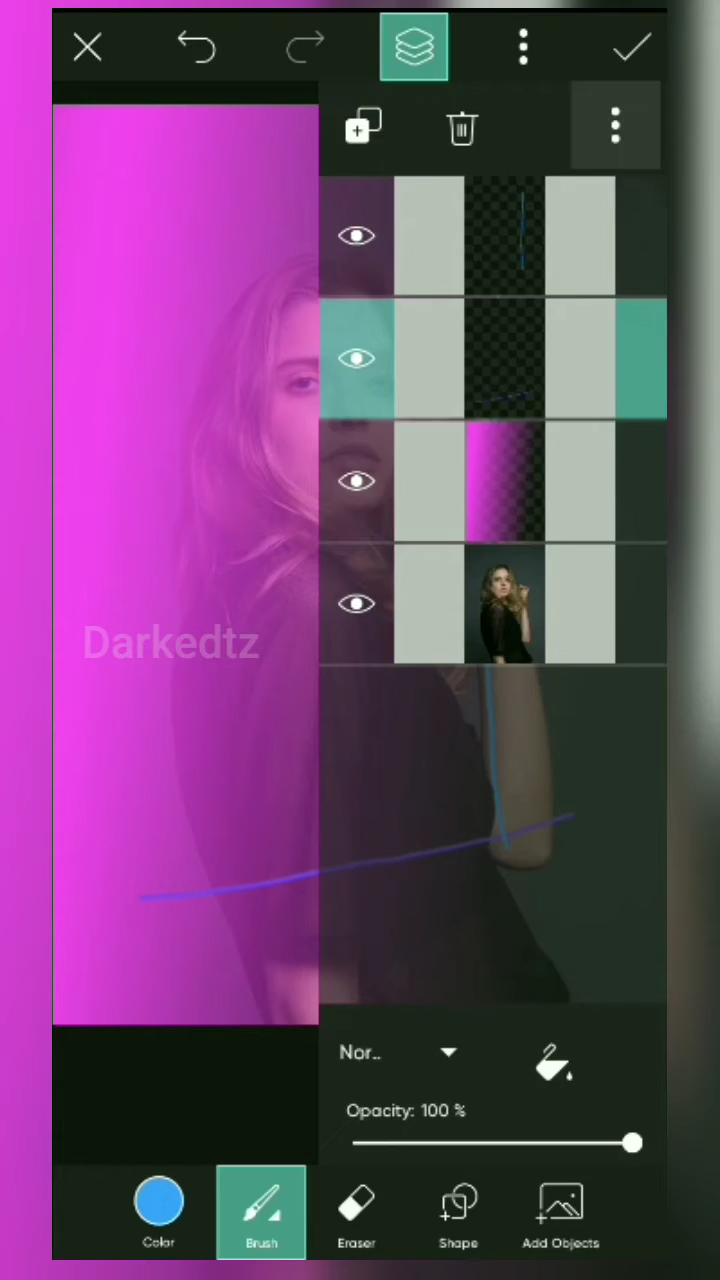 Darkedtz
Nor..
Opacity: 100 %
Color
Brush
Eraser
Shape
Add Objects